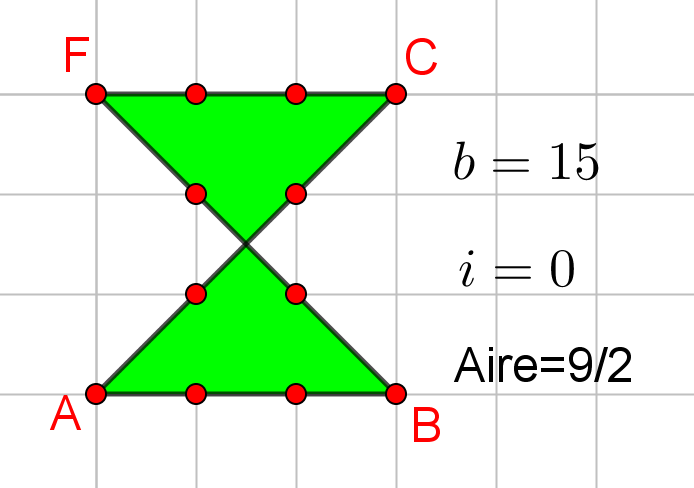 F C
b = 15
i = 0
Aire=9/2
A B